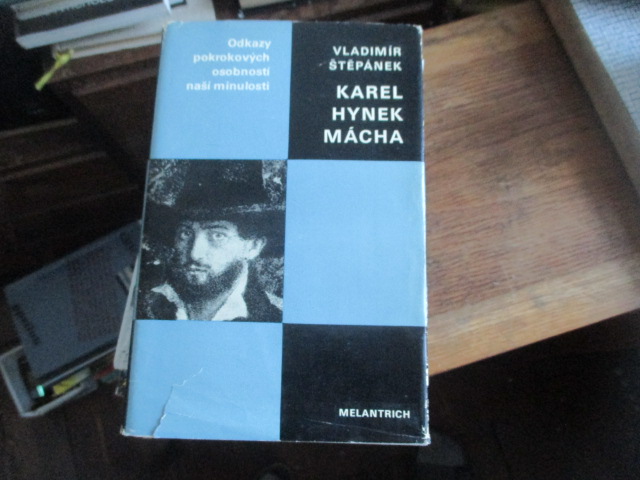 Odkazy
pokrokových
osobností
naší minulosti
VLADIMÍR
ŠTĚPÁNEK
KAREL
HYNEK
MÁCHA
MELANTRICH